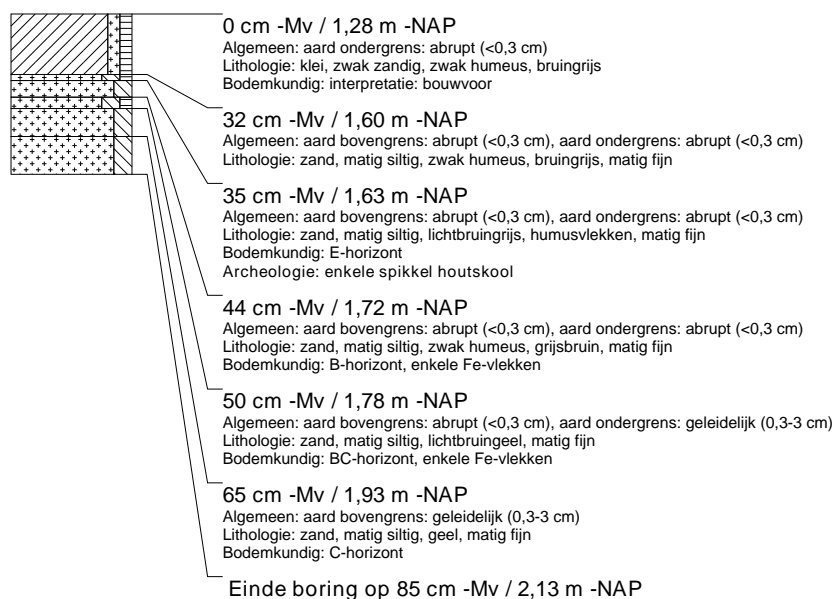 0 cm -Mv / 1,28 m -NAP
Algemeen: aard ondergrens: abrupt (<0,3 cm)
Lithologie: klei, zwak zandig, zwak humeus, bruingrijs
Bodemkundig: interpretatie: bouwvoor
32 cm -Mv / 1,60 m -NAP
Algemeen: aard bovengrens: abrupt (<0,3 cm), aard ondergrens: abrupt (<0,3 cm)
Lithologie: zand, matig siltig, zwak humeus, bruingrijs, matig fijn
35 cm -Mv / 1,63 m -NAP
Algemeen: aard bovengrens: abrupt (<0,3 cm), aard ondergrens: abrupt (<0,3 cm)
Lithologie: zand, matig siltig, lichtbruingrijs, humusvlekken, matig fijn
Bodemkundig: E-horizont
Archeologie: enkele spikkel houtskool
44 cm -Mv / 1,72 m -NAP
Algemeen: aard bovengrens: abrupt (<0,3 cm), aard ondergrens: abrupt (<0,3 cm)
Lithologie: zand, matig siltig, zwak humeus, grijsbruin, matig fijn
Bodemkundig: B-horizont, enkele Fe-vlekken
50 cm -Mv / 1,78 m -NAP
Algemeen: aard bovengrens: abrupt (<0,3 cm), aard ondergrens: geleidelijk (0,3-3 cm)
Lithologie: zand, matig siltig, lichtbruingeel, matig fijn
Bodemkundig: BC-horizont, enkele Fe-vlekken
65 cm -Mv / 1,93 m -NAP
Algemeen: aard bovengrens: geleidelijk (0,3-3 cm)
Lithologie: zand, matig siltig, geel, matig fijn
Bodemkundig: C-horizont
Einde boring op 85 cm -Mv / 2,13 m -NAP